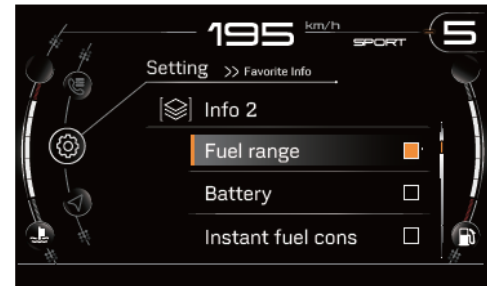 195 km/h SPORT 5
Setting >> Favorite Info
Info 2
Fuel range
Battery
Instant fuel cons